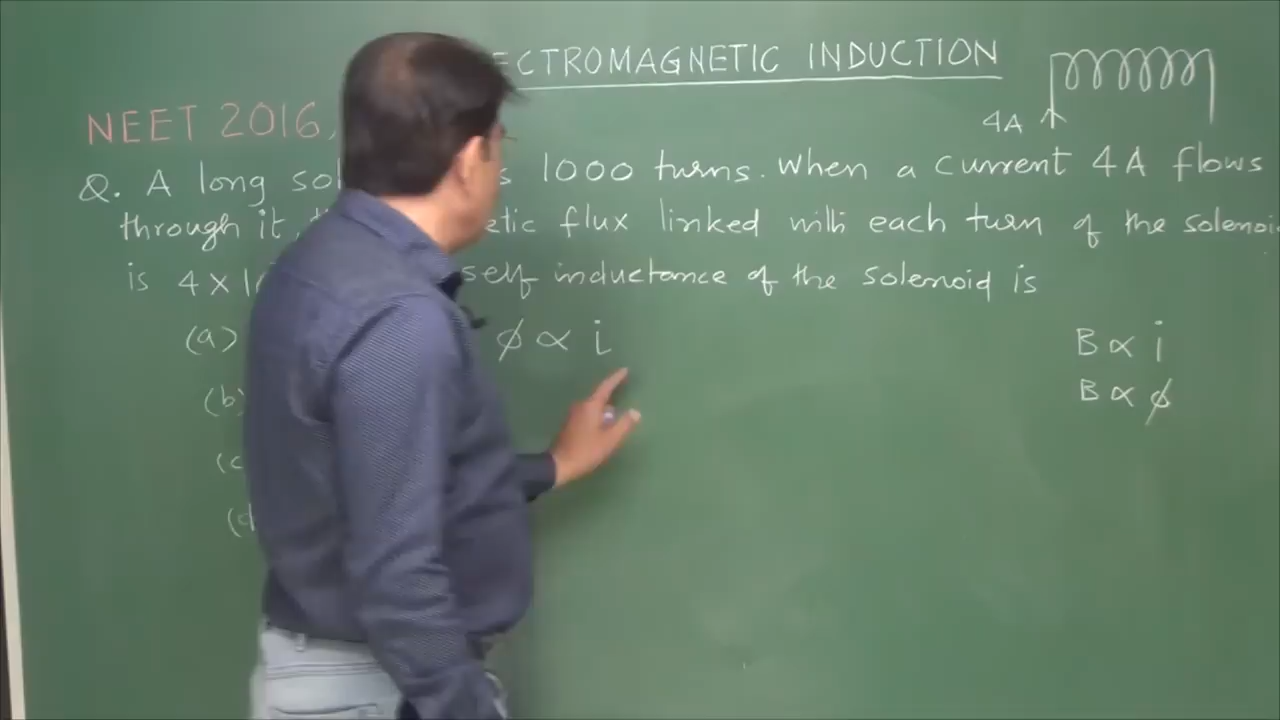 ECTROMAGNETIC INDUCTION
4A
NEET 2016,
Q. A long sol s 1000 turns. When a current 4A flows
through it, etic flux linked with each turn of the solenoi
is 4 × 1 self inductance of the solenoid is
(a) ϕ ∝ i
B ∝ i
(b)
B ∝ ϕ
(c
(d